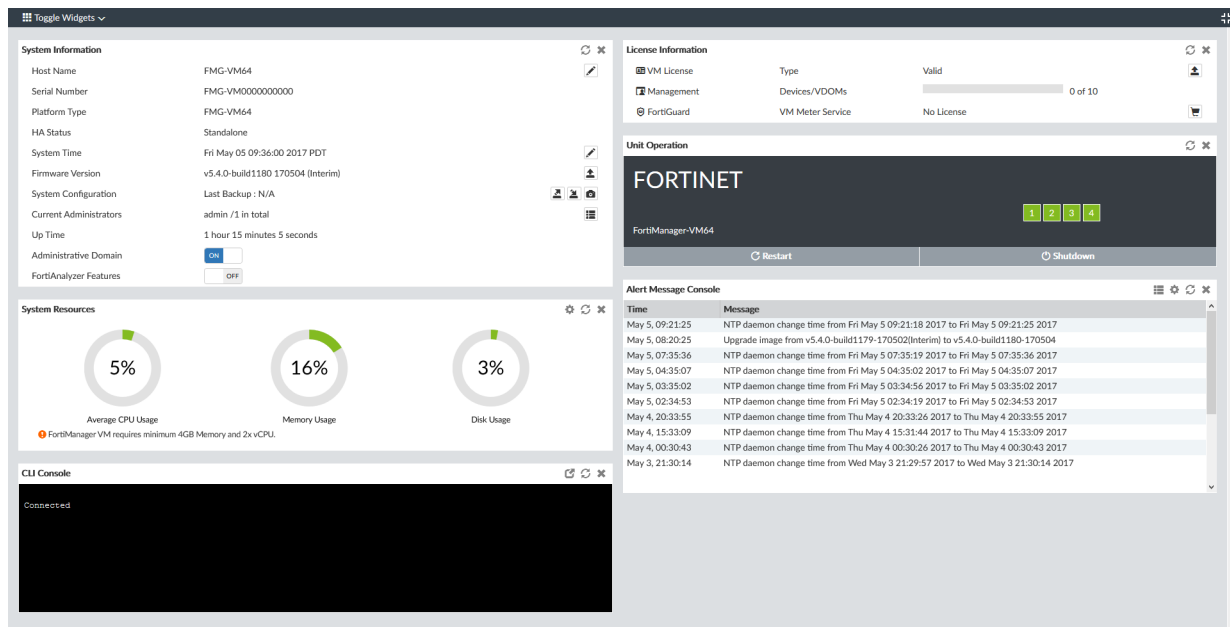 Toggle Widgets
System Information
Host Name FMG-VM64
Serial Number FMG-VM0000000000
Platform Type FMG-VM64
HA Status Standalone
System Time Fri May 05 09:36:00 2017 PDT
Firmware Version v5.4.0-build1180 170504 (Interim)
System Configuration Last Backup : N/A
Current Administrators admin /1 in total
Up Time 1 hour 15 minutes 5 seconds
Administrative Domain ON
FortiAnalyzer Features OFF
System Resources
5% 16% 3%
Average CPU Usage Memory Usage Disk Usage
FortiManager VM requires minimum 4GB Memory and 2x vCPU.
CLI Console
Connected
License Information
VM License Type Valid
Management Devices/VDOMs 0 of 10
FortiGuard VM Meter Service No License
Unit Operation
FORTINET
1 2 3 4
FortiManager-VM64
Restart Shutdown
Alert Message Console
Time Message
May 5, 09:21:25 NTP daemon change time from Fri May 5 09:21:18 2017 to Fri May 5 09:21:25 2017
May 5, 08:20:25 Upgrade image from v5.4.0-build1179-170502(Interim) to v5.4.0-build1180-170504
May 5, 07:35:36 NTP daemon change time from Fri May 5 07:35:19 2017 to Fri May 5 07:35:36 2017
May 5, 04:35:07 NTP daemon change time from Fri May 5 04:35:02 2017 to Fri May 5 04:35:07 2017
May 5, 03:35:02 NTP daemon change time from Fri May 5 03:34:56 2017 to Fri May 5 03:35:02 2017
May 5, 02:34:53 NTP daemon change time from Fri May 5 02:34:19 2017 to Fri May 5 02:34:53 2017
May 4, 20:33:55 NTP daemon change time from Thu May 4 20:33:26 2017 to Thu May 4 20:33:55 2017
May 4, 15:33:09 NTP daemon change time from Thu May 4 15:31:44 2017 to Thu May 4 15:33:09 2017
May 4, 00:30:43 NTP daemon change time from Thu May 4 00:30:26 2017 to Thu May 4 00:30:43 2017
May 3, 21:30:14 NTP daemon change time from Wed May 3 21:29:57 2017 to Wed May 3 21:30:14 2017